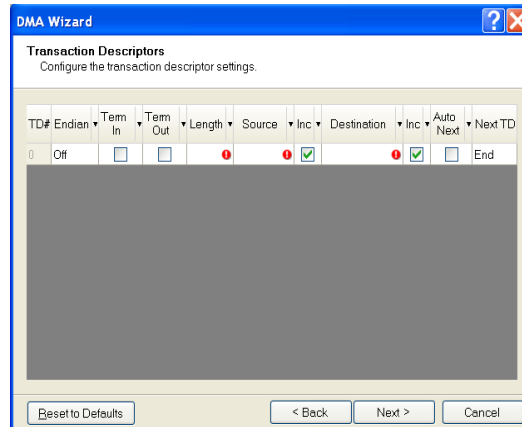 DMA Wizard
Transaction Descriptors
Configure the transaction descriptor settings.
TD# Endian Term In Term Out Length Source Inc Destination Inc Auto Next Next TD
0 Off End
Reset to Defaults < Back Next > Cancel